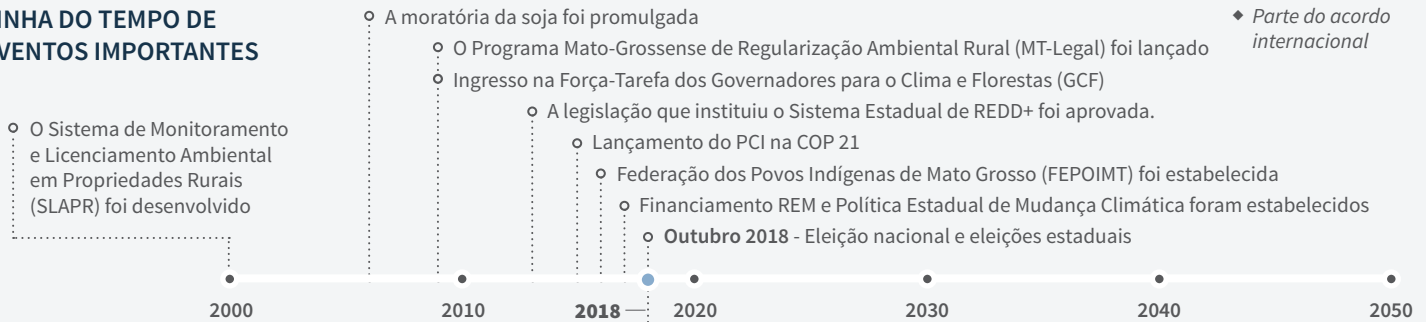 INHA DO TEMPO DE
VENTOS IMPORTANTES
A moratória da soja foi promulgada
O Programa Mato-Grossense de Regularização Ambiental Rural (MT-Legal) foi lançado
Ingresso na Força-Tarefa dos Governadores para o Clima e Florestas (GCF)
A legislação que instituiu o Sistema Estadual de REDD+ foi aprovada.
Lançamento do PCI na COP 21
Federação dos Povos Indígenas de Mato Grosso (FEPOIMT) foi estabelecida
Financiamento REM e Política Estadual de Mudança Climática foram estabelecidos
Outubro 2018 - Eleição nacional e eleições estaduais
Parte do acordo
internacional
O Sistema de Monitoramento
e Licenciamento Ambiental
em Propriedades Rurais
(SLAPR) foi desenvolvido
2000 2010 2018 2020 2030 2040 2050